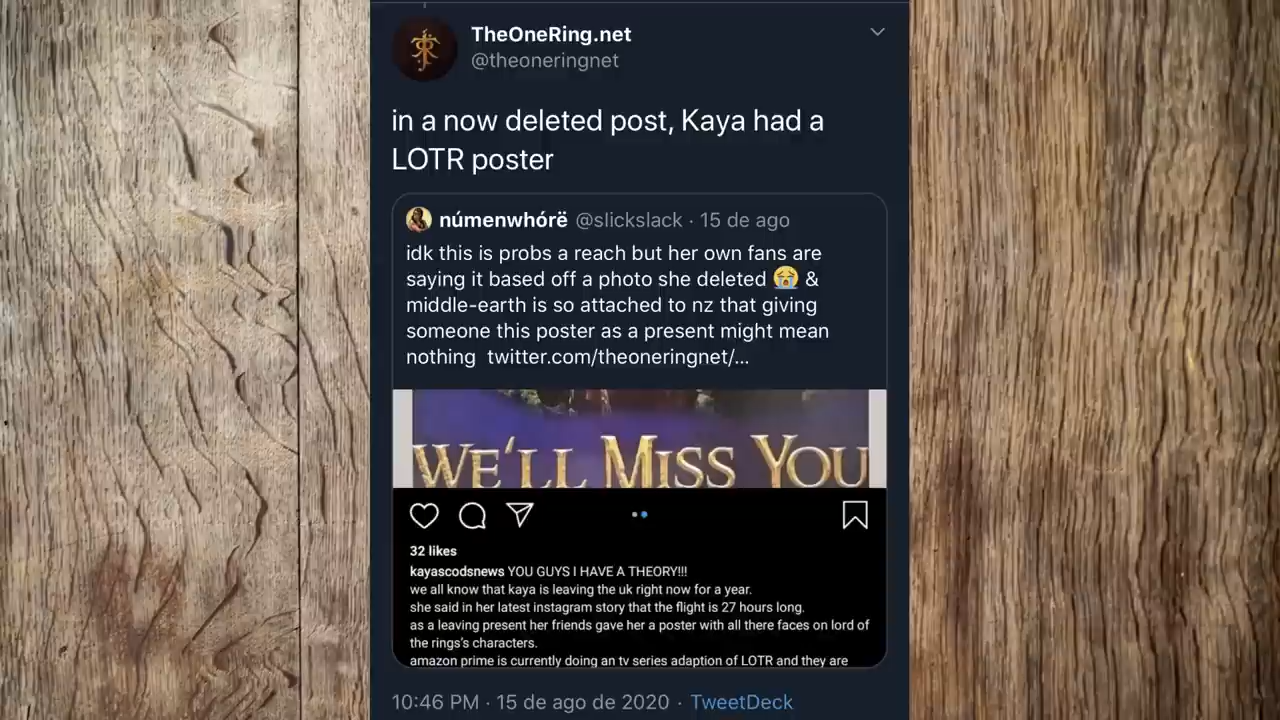 TheOneRing.net
@theoneringnet
in a now deleted post, Kaya had a
LOTR poster
númenwhórë @slickslack · 15 de ago
idk this is probs a reach but her own fans are
saying it based off a photo she deleted 😭 &
middle-earth is so attached to nz that giving
someone this poster as a present might mean
nothing twitter.com/theoneringnet/...
WE'LL MISS YOU
32 likes
kayascodsnews YOU GUYS I HAVE A THEORY!!!
we all know that kaya is leaving the uk right now for a year.
she said in her latest instagram story that the flight is 27 hours long.
as a leaving present her friends gave her a poster with all there faces on lord of
the rings's characters.
amazon prime is currently doing an tv series adaption of LOTR and they are
10:46 PM · 15 de ago de 2020 · TweetDeck